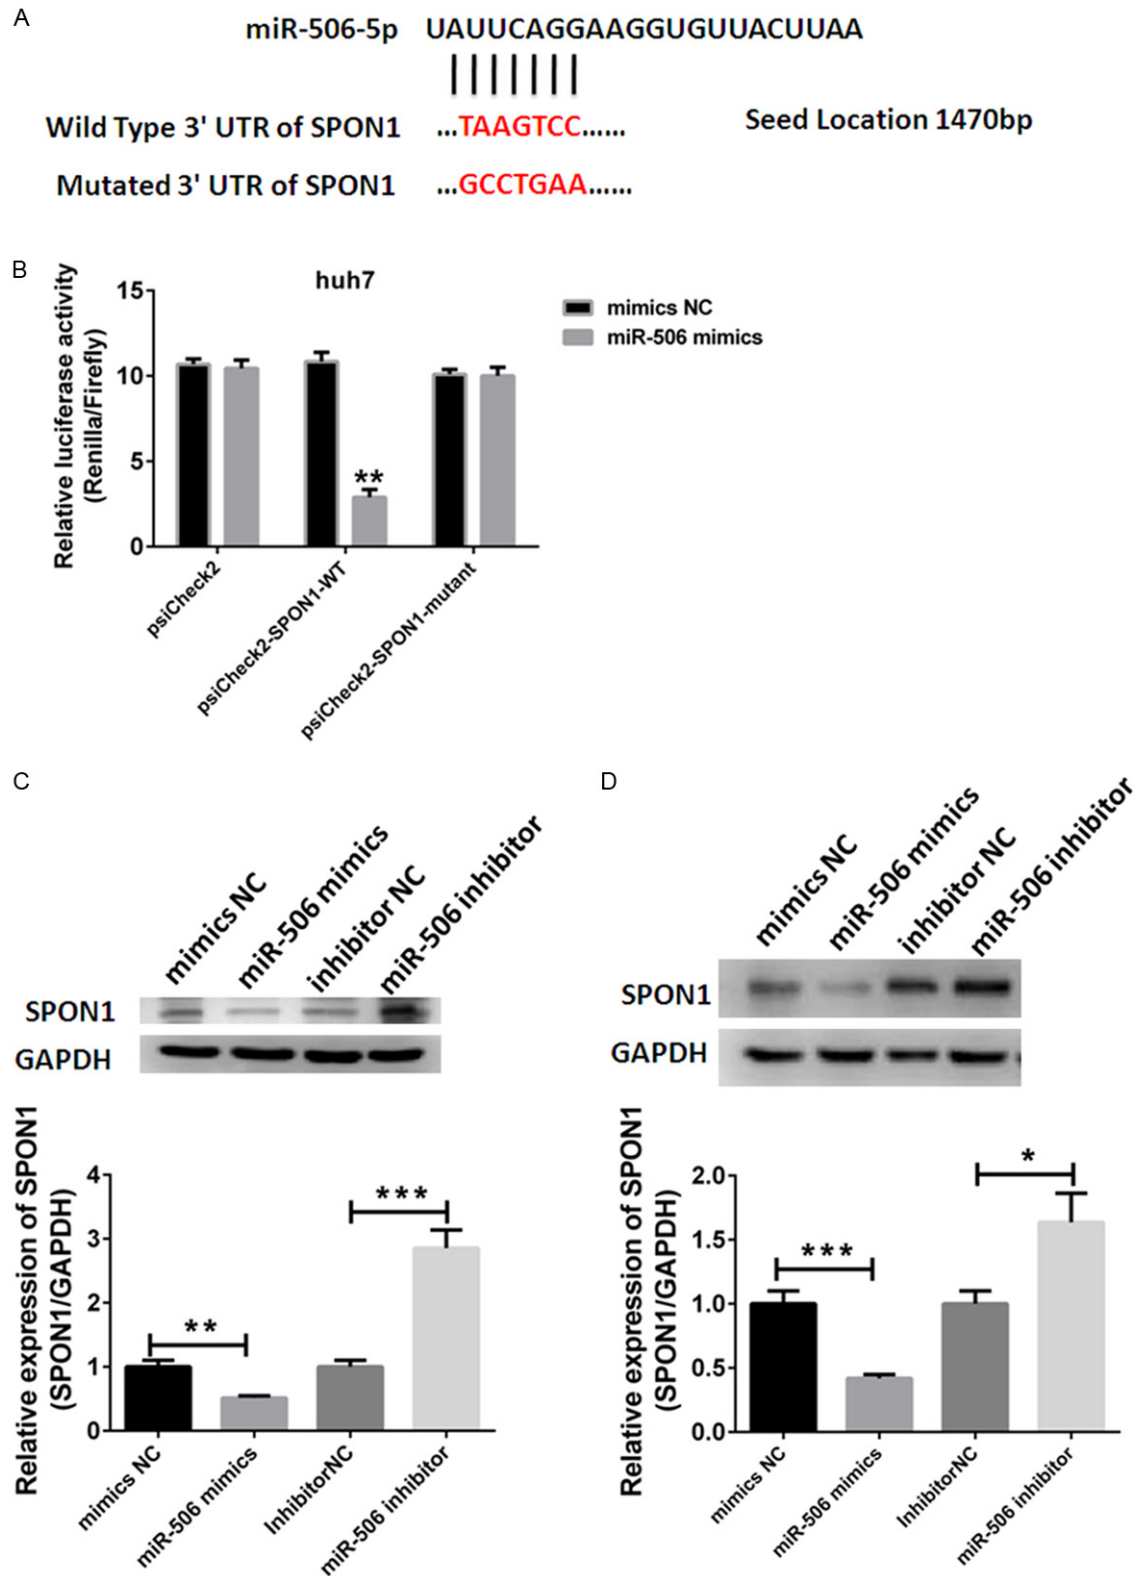 A
miR-506-5p UAUUCAGGAAGGUGUUACUUAA
Wild Type 3' UTR of SPON1 ...TAAGTCC...... Seed Location 1470bp
Mutated 3' UTR of SPON1 ...GCCTGAA......
B
huh7
Relative luciferase activity
(Renilla/Firefly)
15
10
5
0
**
mimics NC
miR-506 mimics
psiCheck2
psiCheck2-SPON1-WT
psiCheck2-SPON1-mutant
C
mimics NC
miR-506 mimics
inhibitor NC
miR-506 inhibitor
SPON1
GAPDH
Relative expression of SPON1
(SPON1/GAPDH)
4
3
2
1
0
**
***
mimics NC
miR-506 mimics
InhibitorNC
miR-506 inhibitor
D
mimics NC
miR-506 mimics
inhibitor NC
miR-506 inhibitor
SPON1
GAPDH
Relative expression of SPON1
(SPON1/GAPDH)
2.0
1.5
1.0
0.5
0.0
***
*
mimics NC
miR-506 mimics
InhibitorNC
miR-506 inhibitor